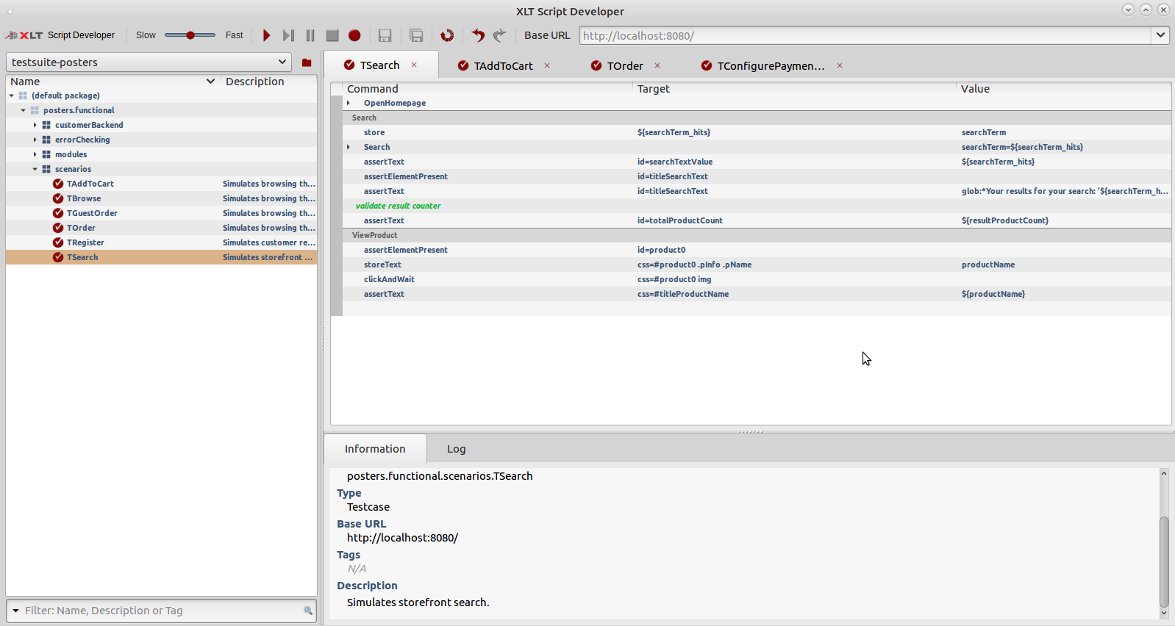 XLT Script Developer
XLT Script Developer Slow Fast Base URL http://localhost:8080/
testsuite-posters
Name Description
(default package)
posters.functional
customerBackend
errorChecking
modules
scenarios
TAddToCart Simulates browsing th...
TBrowse Simulates browsing th...
TGuestOrder Simulates browsing th...
TOrder Simulates browsing th...
TRegister Simulates customer re...
TSearch Simulates storefront ...
Filter: Name, Description or Tag
TSearch × TAddToCart × TOrder × TConfigurePaymen... ×
Command Target Value
OpenHomepage
Search
store ${searchTerm_hits} searchTerm
Search searchTerm=${searchTerm_hits}
assertText id=searchTextValue ${searchTerm_hits}
assertElementPresent id=titleSearchText
assertText id=titleSearchText glob:*Your results for your search: '${searchTerm_h...
validate result counter
assertText id=totalProductCount ${resultProductCount}
ViewProduct
assertElementPresent id=product0
storeText css=#product0 .pInfo .pName productName
clickAndWait css=#product0 img
assertText css=#titleProductName ${productName}
Information Log
posters.functional.scenarios.TSearch
Type
Testcase
Base URL
http://localhost:8080/
Tags
N/A
Description
Simulates storefront search.